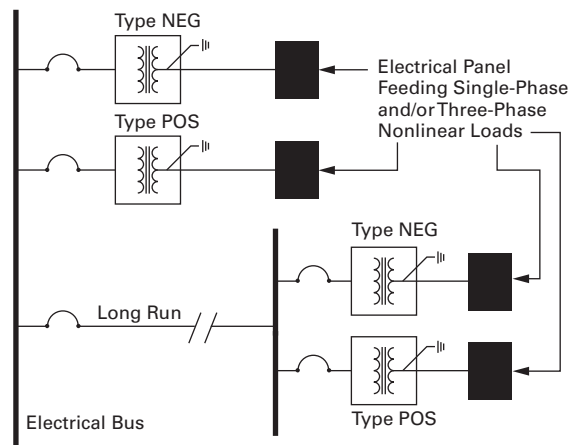 Type NEG
Type POS
Electrical Panel
Feeding Single-Phase
and/or Three-Phase
Nonlinear Loads
Type NEG
Long Run
Type POS
Electrical Bus